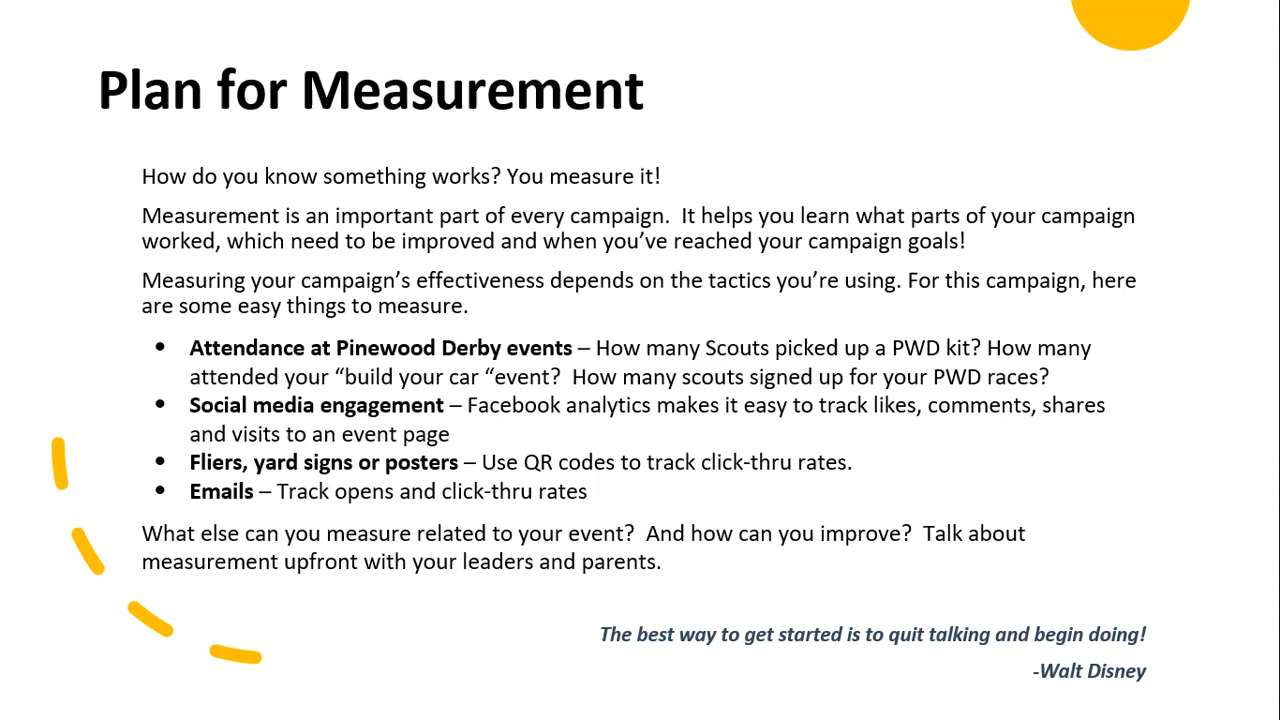 Plan for Measurement
How do you know something works? You measure it!
Measurement is an important part of every campaign.  It helps you learn what parts of your campaign
worked, which need to be improved and when you’ve reached your campaign goals!
Measuring your campaign’s effectiveness depends on the tactics you’re using. For this campaign, here
are some easy things to measure.
• Attendance at Pinewood Derby events – How many Scouts picked up a PWD kit? How many
attended your “build your car “event?  How many scouts signed up for your PWD races?
• Social media engagement – Facebook analytics makes it easy to track likes, comments, shares
and visits to an event page
• Fliers, yard signs or posters – Use QR codes to track click-thru rates.
• Emails – Track opens and click-thru rates
What else can you measure related to your event?  And how can you improve?  Talk about
measurement upfront with your leaders and parents.
The best way to get started is to quit talking and begin doing!
-Walt Disney